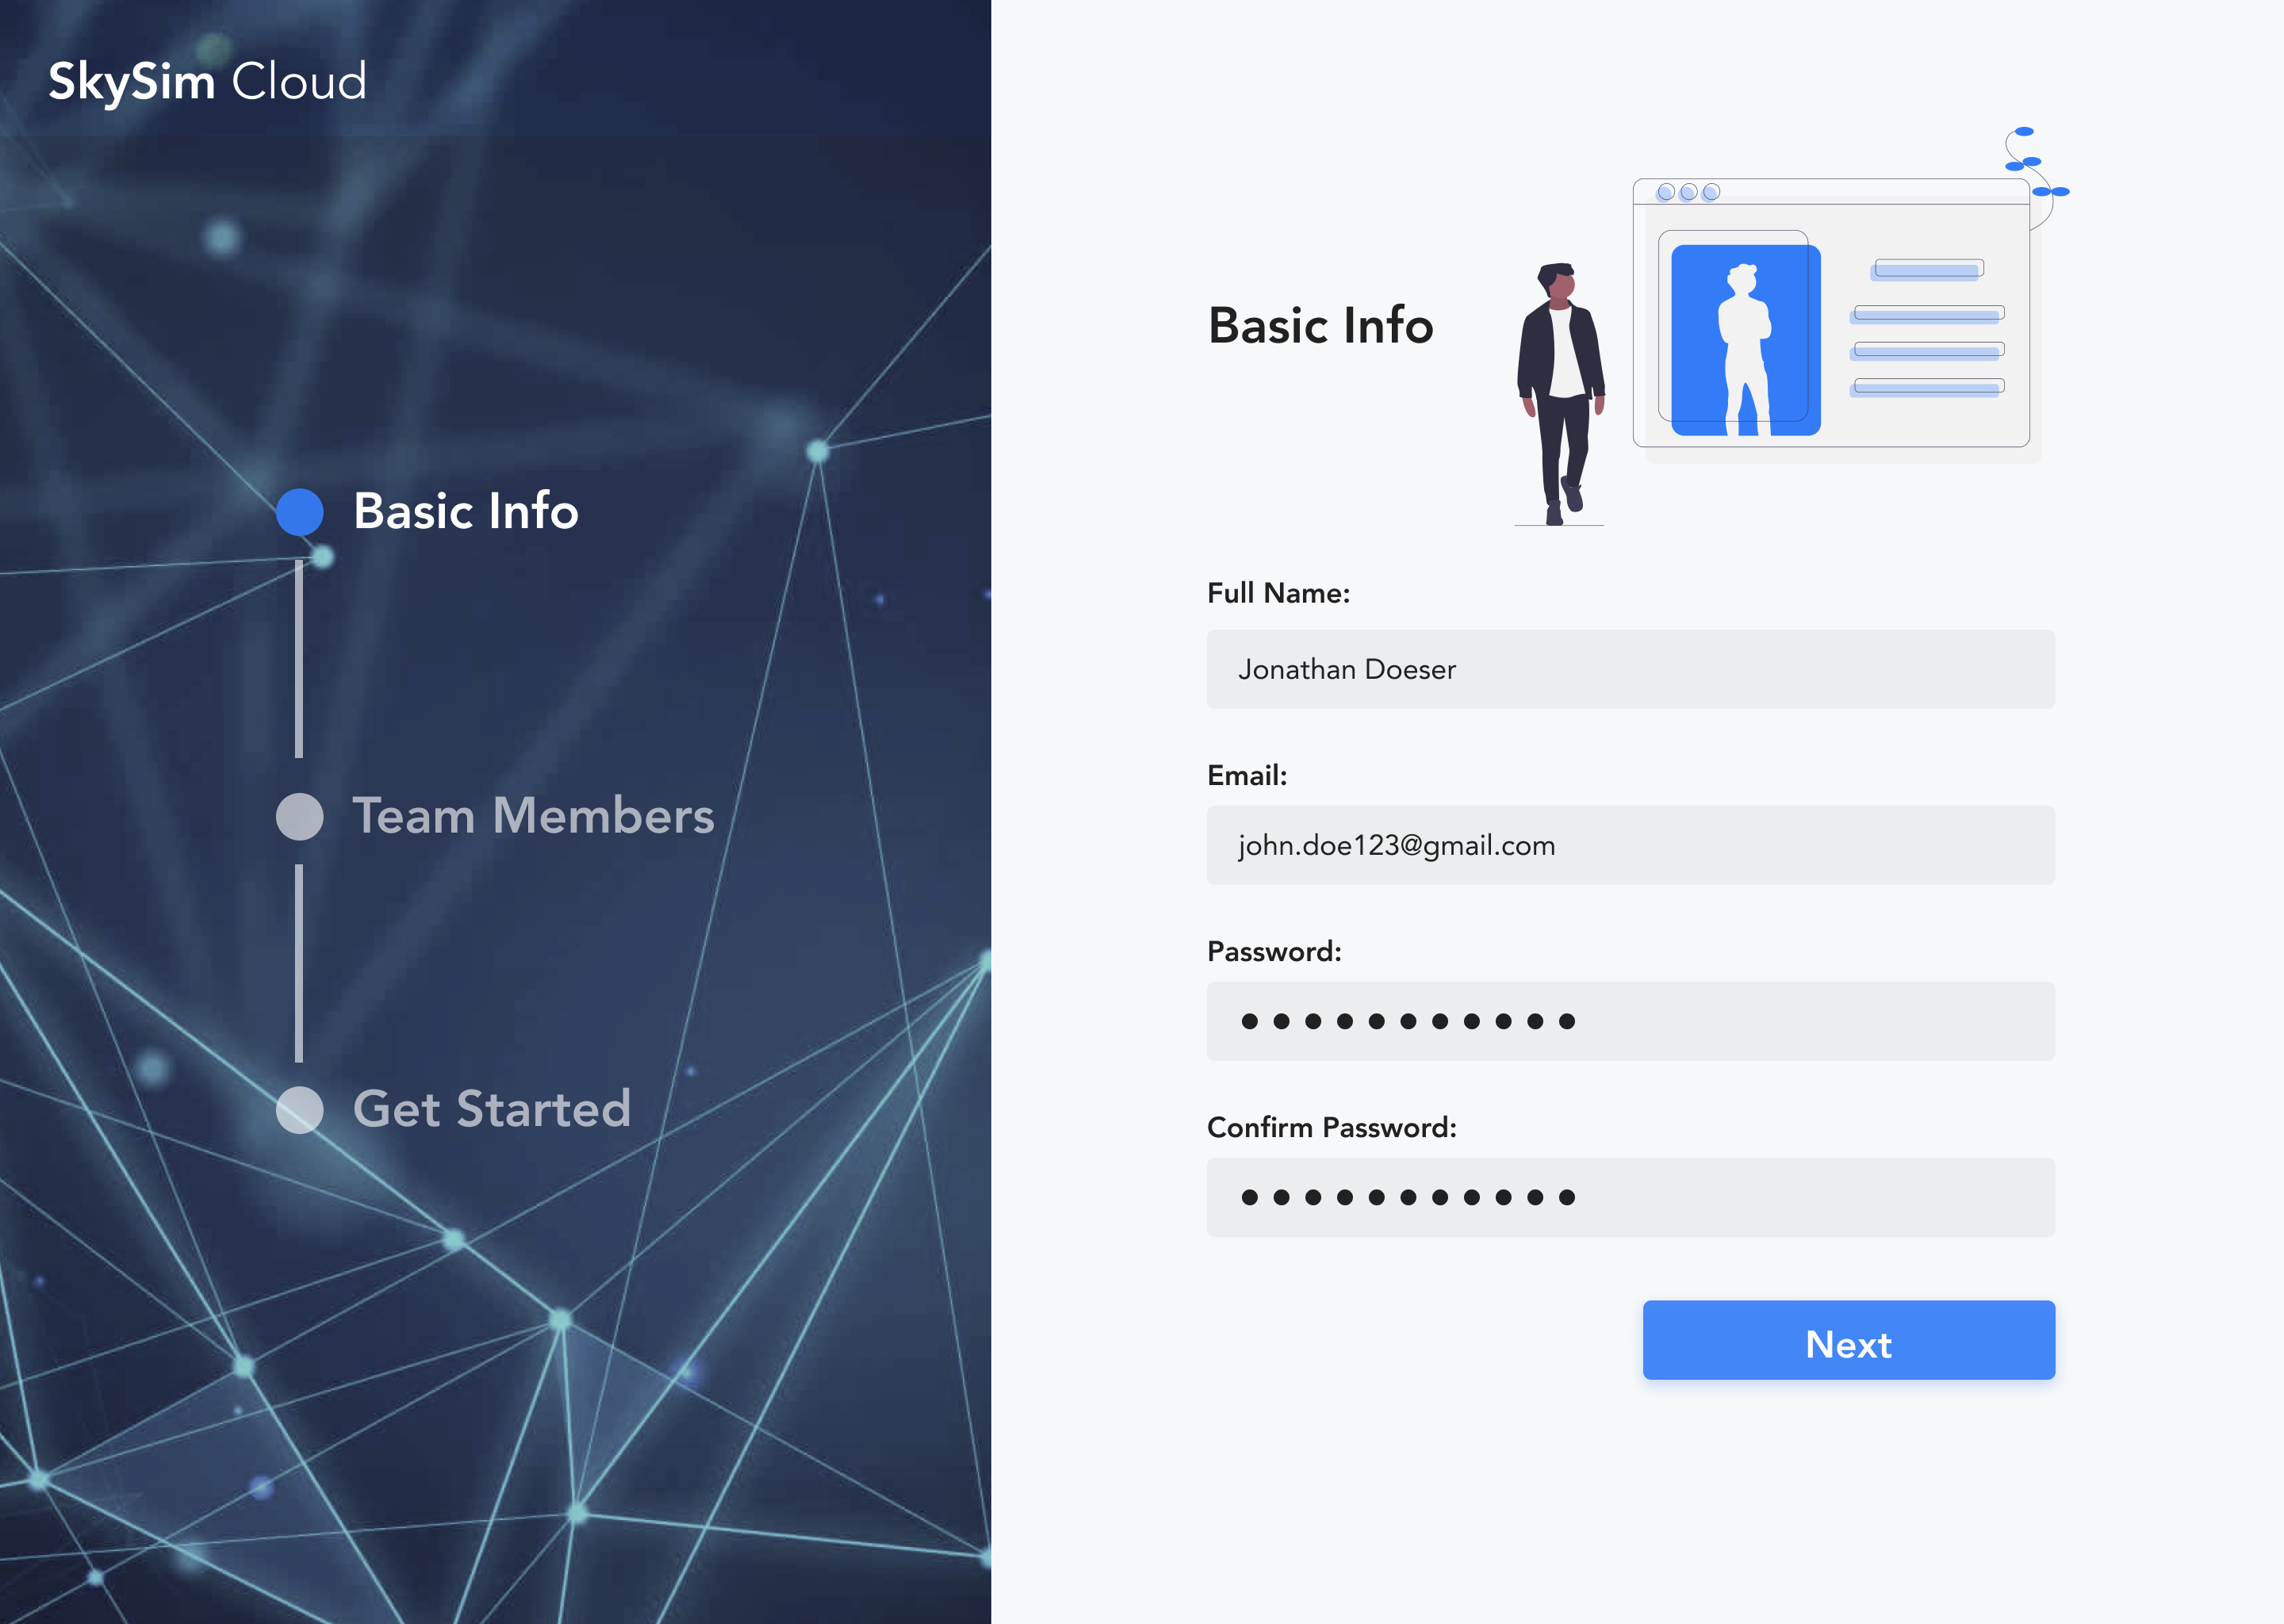 SkySim Cloud
Basic Info
Team Members
Get Started
Basic Info
Full Name:
Jonathan Doeser
Email:
john.doe123@gmail.com
Password:
● ● ● ● ● ● ● ● ● ● ●
Confirm Password:
● ● ● ● ● ● ● ● ● ● ●
Next